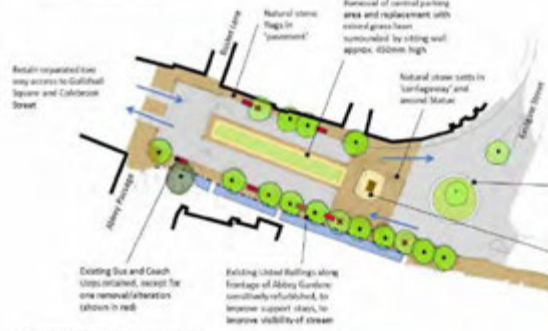 Removal of central parking
area and replacement with
raised grass lawn
surrounded by sitting wall
approx. 450mm high
Natural stone
flags in
'pavement'
Retain separated two
way access to Guildhall
Square and Colebrook
Street
Natural stone setts in
'carriageway' and
around Statue
Abbey Passage
Existing Bus and Coach
stops retained, except for
one removal/alteration
(shown in red)
Existing Listed Railings along
frontage of Abbey Gardens
sensitively refurbished, to
improve support stays, to
improve visibility of stream